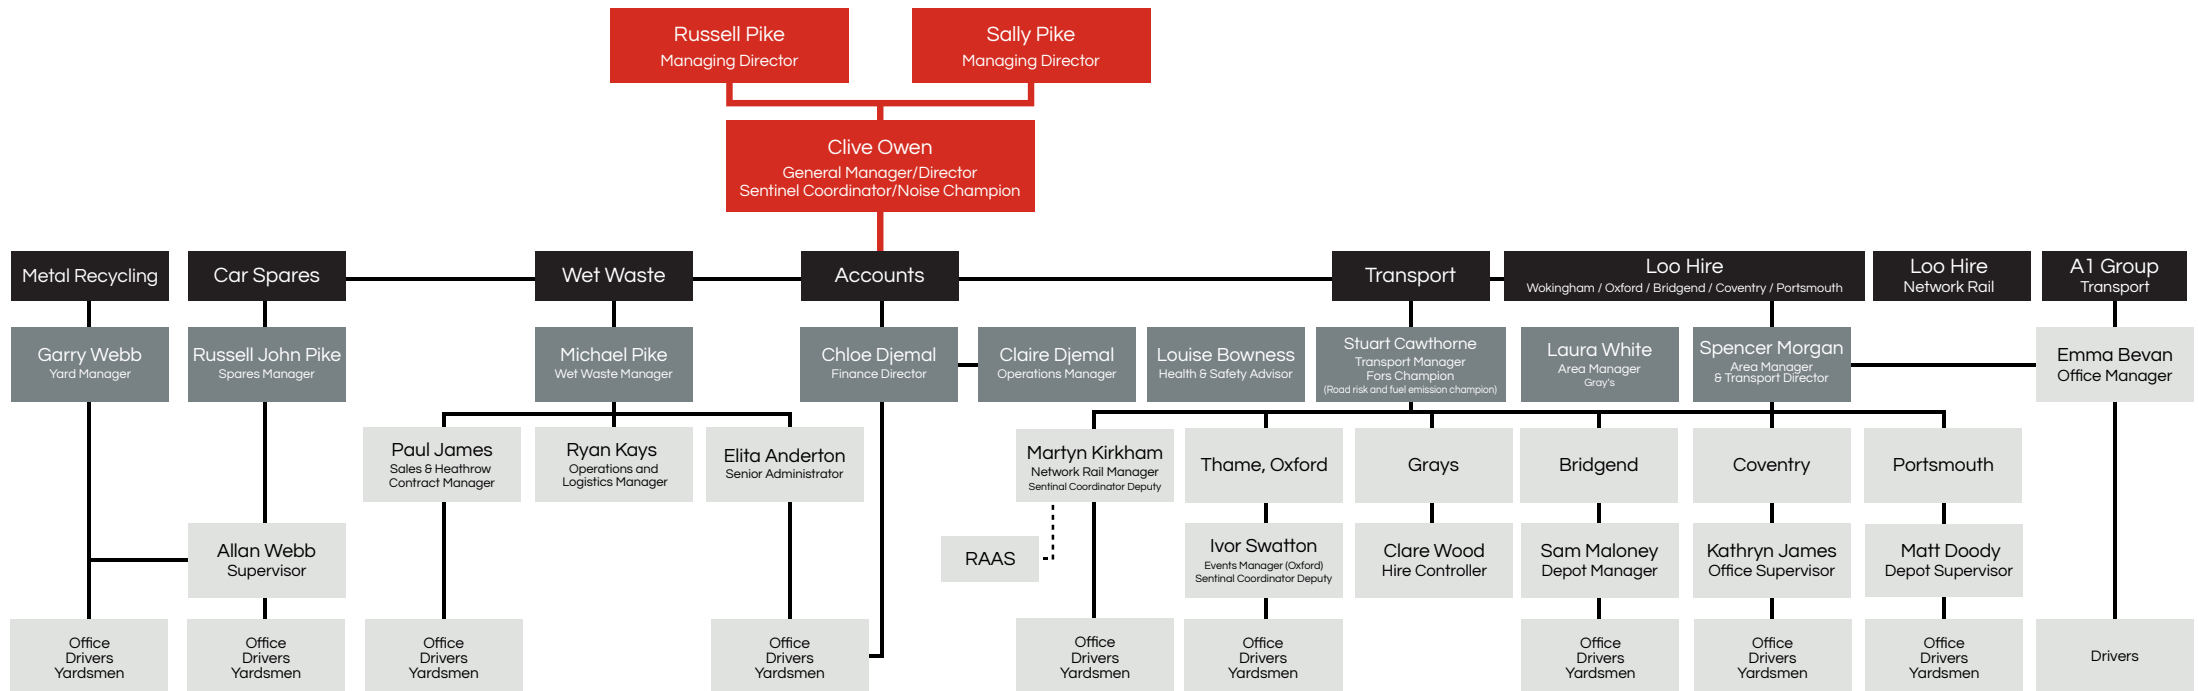 Russell Pike
Managing Director
Sally Pike
Managing Director
Clive Owen
General Manager/Director
Sentinel Coordinator/Noise Champion
Metal Recycling
Car Spares
Wet Waste
Accounts
Transport
Loo Hire
Wokingham / Oxford / Bridgend / Coventry / Portsmouth
Loo Hire
Network Rail
A1 Group
Transport
Garry Webb
Yard Manager
Russell John Pike
Spares Manager
Michael Pike
Wet Waste Manager
Chloe Djemal
Finance Director
Claire Djemal
Operations Manager
Louise Bowness
Health & Safety Advisor
Stuart Cawthorne
Transport Manager
Fors Champion
(Road risk and fuel emission champion)
Laura White
Area Manager
Gray's
Spencer Morgan
Area Manager
& Transport Director
Emma Bevan
Office Manager
Paul James
Sales & Heathrow
Contract Manager
Ryan Kays
Operations and
Logistics Manager
Elita Anderton
Senior Administrator
Martyn Kirkham
Network Rail Manager
Sentinal Coordinator Deputy
Thame, Oxford
Grays
Bridgend
Coventry
Portsmouth
Allan Webb
Supervisor
RAAS
Ivor Swatton
Events Manager (Oxford)
Sentinal Coordinator Deputy
Clare Wood
Hire Controller
Sam Maloney
Depot Manager
Kathryn James
Office Supervisor
Matt Doody
Depot Supervisor
Office
Drivers
Yardsmen
Office
Drivers
Yardsmen
Office
Drivers
Yardsmen
Office
Drivers
Yardsmen
Office
Drivers
Yardsmen
Office
Drivers
Yardsmen
Office
Drivers
Yardsmen
Office
Drivers
Yardsmen
Office
Drivers
Yardsmen
Drivers